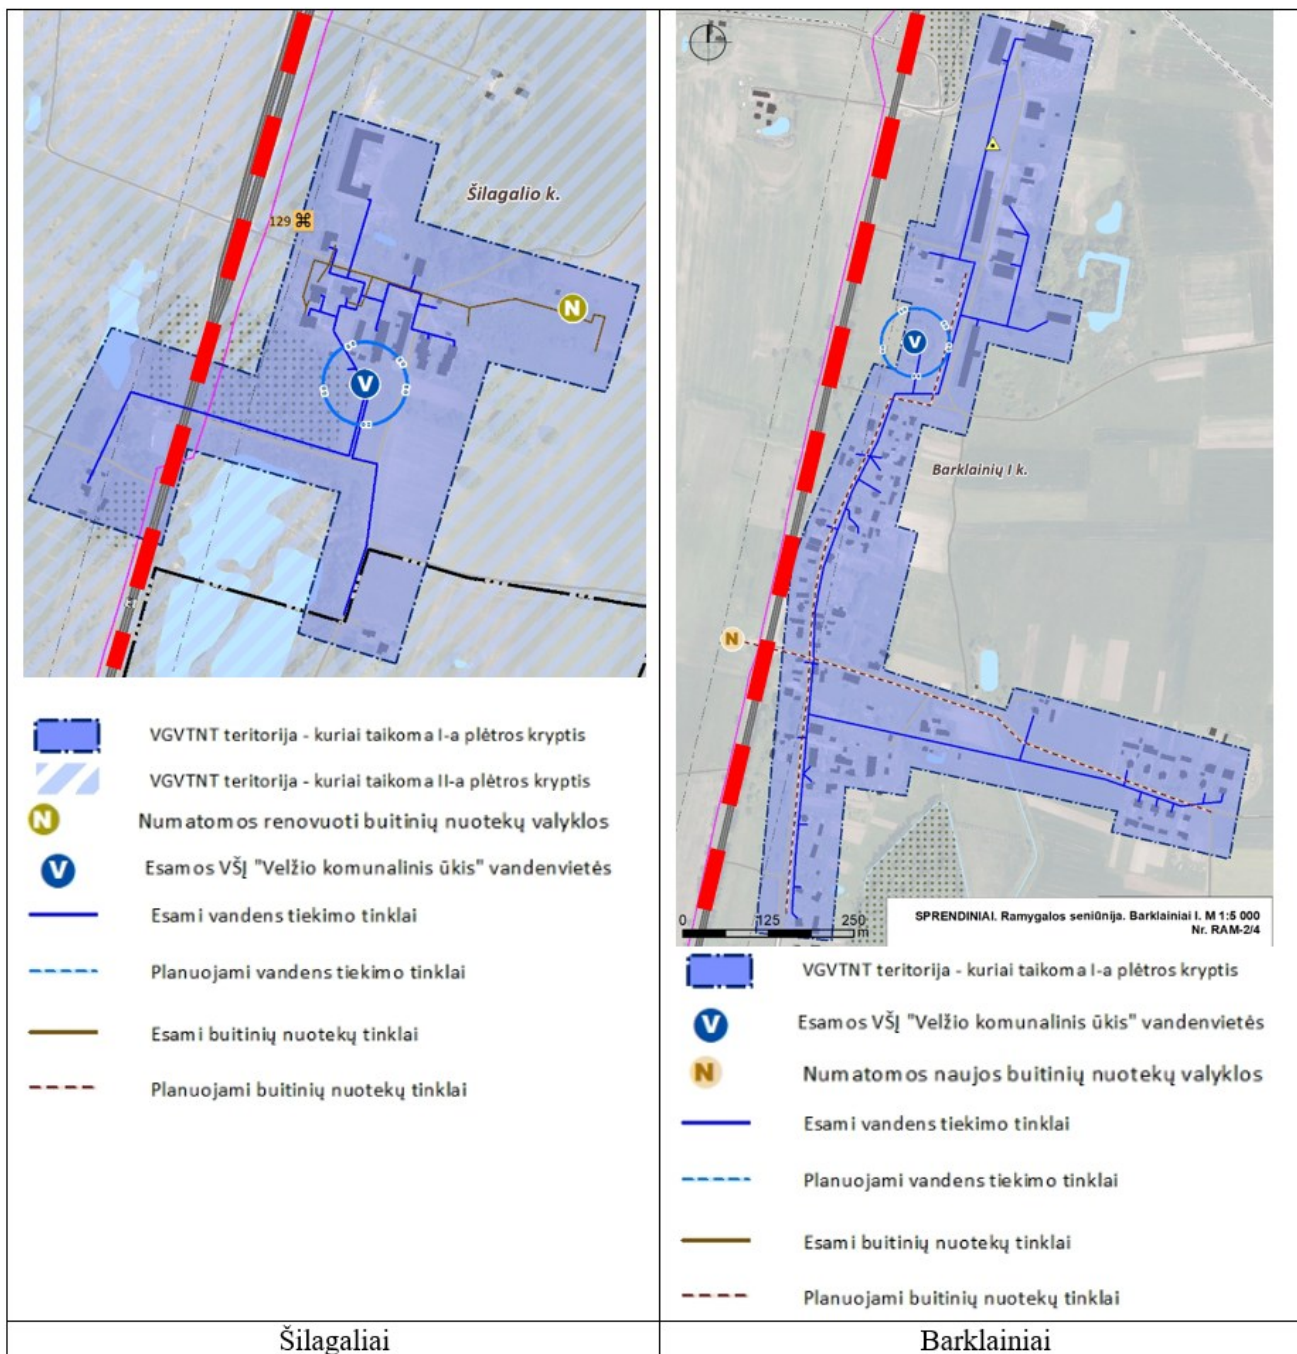 Šilagalio k.
129 ⌘
N
V
VGVTNT teritorija - kuriai taikoma I-a plėtros kryptis
VGVTNT teritorija - kuriai taikoma II-a plėtros kryptis
N Numatomos renovuoti buitinių nuotekų valyklos
V Esamos VŠĮ "Velžio komunalinis ūkis" vandenvietės
Esami vandens tiekimo tinklai
Planuojami vandens tiekimo tinklai
Esami buitinių nuotekų tinklai
Planuojami buitinių nuotekų tinklai
Šilagaliai
V
Barklainių I k.
N
0 125 250
m
SPRENDINIAI. Ramygalos seniūnija. Barklainiai I. M 1:5 000
Nr. RAM-2/4
VGVTNT teritorija - kuriai taikoma I-a plėtros kryptis
V Esamos VŠĮ "Velžio komunalinis ūkis" vandenvietės
N Numatomos naujos buitinių nuotekų valyklos
Esami vandens tiekimo tinklai
Planuojami vandens tiekimo tinklai
Esami buitinių nuotekų tinklai
Planuojami buitinių nuotekų tinklai
Barklainiai